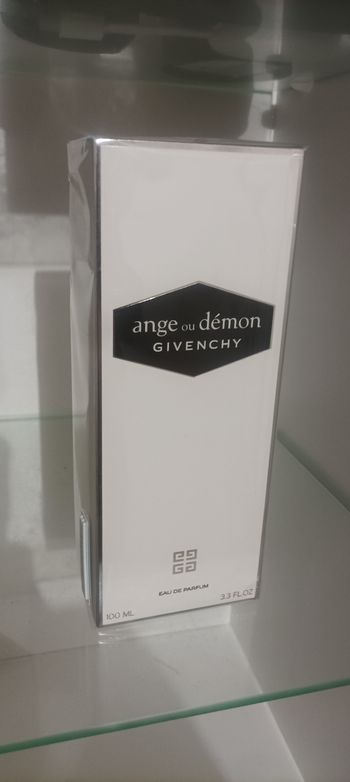 ange ou démon
GIVENCHY
EAU DE PARFUM
100 ML
3.3 FL.OZ